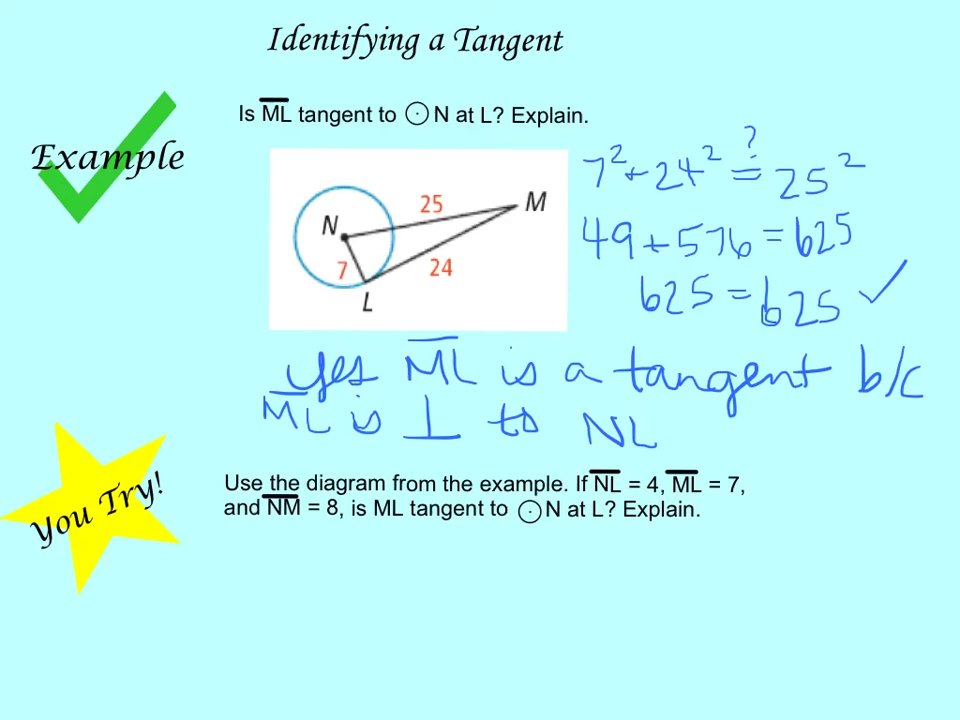 Identifying a Tangent
Example
Is ML tangent to ⊙ N at L? Explain.
N
25
M
7
24
L
7² + 24² ≟ 25²
49 + 576 = 625
625 = 625 ✓
yes ML is a tangent b/c
ML is ⊥ to NL
You Try!
Use the diagram from the example. If NL = 4, ML = 7,
and NM = 8, is ML tangent to ⊙ N at L? Explain.